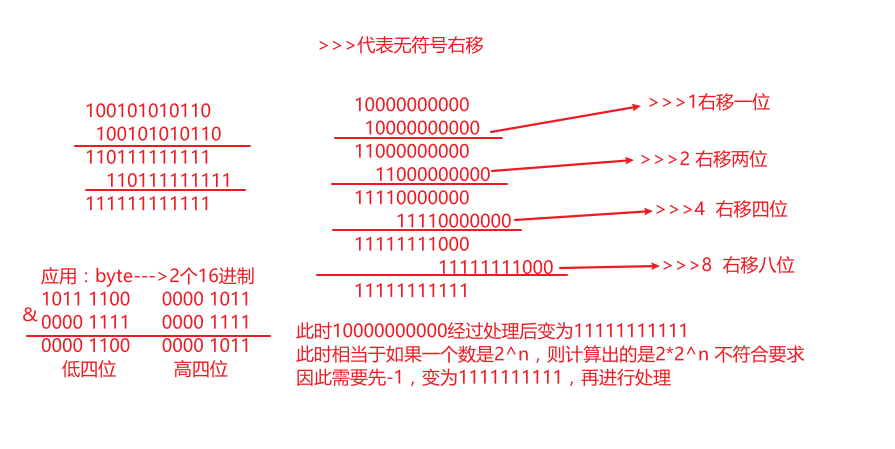 >>>代表无符号右移
100101010110
100101010110
110111111111
110111111111
111111111111
10000000000
10000000000
>>>1右移一位
11000000000
11000000000
>>>2 右移两位
11110000000
11110000000
>>>4 右移四位
11111111000
11111111000
>>>8 右移八位
11111111111
应用：byte--->2个16进制
1011 1100 0000 1011
& 0000 1111 0000 1111
0000 1100 0000 1011
低四位 高四位
此时10000000000经过处理后变为11111111111
此时相当于如果一个数是2^n，则计算出的是2*2^n 不符合要求
因此需要先-1，变为1111111111，再进行处理